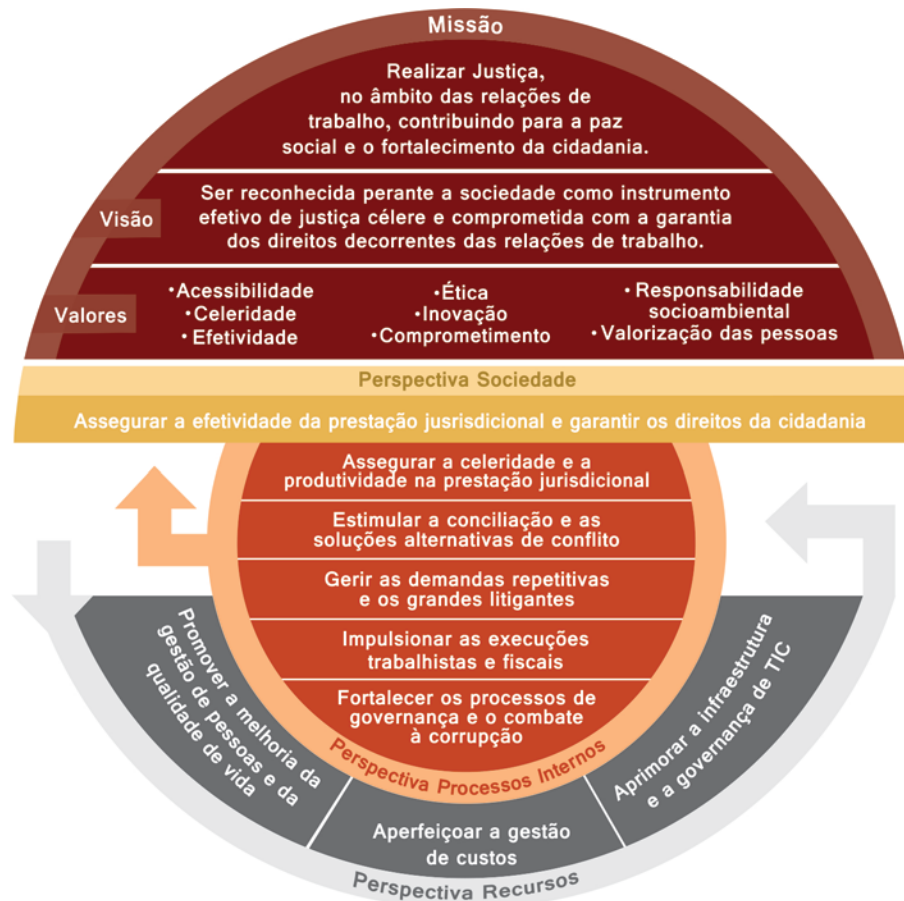 Missão
Realizar Justiça,
no âmbito das relações de
trabalho, contribuindo para a paz
social e o fortalecimento da cidadania.
Visão
Ser reconhecida perante a sociedade como instrumento
efetivo de justiça célere e comprometida com a garantia
dos direitos decorrentes das relações de trabalho.
Valores
•Acessibilidade
•Celeridade
•Efetividade
•Ética
•Inovação
•Comprometimento
• Responsabilidade
socioambiental
•Valorização das pessoas
Perspectiva Sociedade
Assegurar a efetividade da prestação jusrisdicional e garantir os direitos da cidadania
Assegurar a celeridade e a
produtividade na prestação jurisdicional
Estimular a conciliação e as
soluções alternativas de conflito
Gerir as demandas repetitivas
e os grandes litigantes
Impulsionar as execuções
trabalhistas e fiscais
Fortalecer os processos de
governança e o combate
à corrupção
Perspectiva Processos Internos
Promover a melhoria da
gestão de pessoas e da
qualidade de vida
Aperfeiçoar a gestão
de custos
Aprimorar a infraestrutura
e a governança de TIC
Perspectiva Recursos